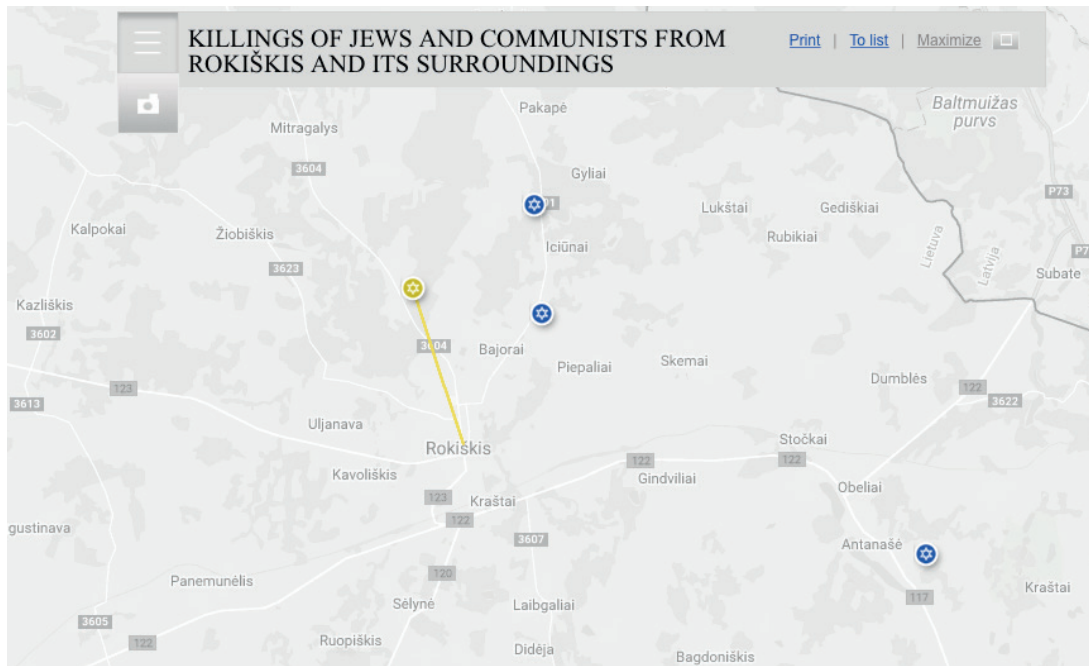 KILLINGS OF JEWS AND COMMUNISTS FROM
ROKIŠKIS AND ITS SURROUNDINGS
Print | To list | Maximize
Baltmuižas
purvs
Pakapė
Mitragalys
3604
Gyliai
P73
Lukštai
Gediškiai
Kalpokai
Žiobiškis
Iciūnai
Rubikiai
Lietuva
Latvija
3623
Subate
Kazliškis
3602
3604
Bajorai
Piepaliai
Skemai
Dumblės
123
122
3622
3613
Uljanava
Rokiškis
Stočkai
122
122
Kavoliškis
Gindviliai
Obeliai
123
Kraštai
122
gustinava
3607
Antanašė
Panemunėlis
120
Kraštai
Sėlynė
Laibgaliai
117
3605
122
Ruopiškis
Didėja
Bagdoniškis